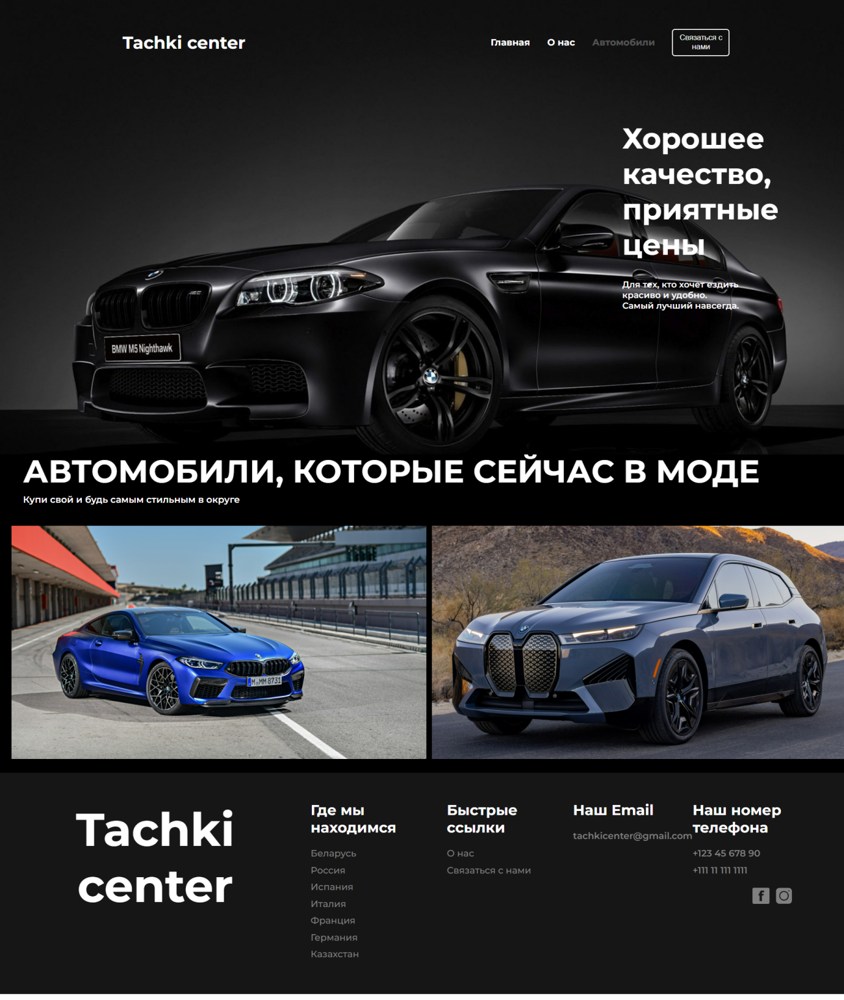 Tachki center
Главная
О нас
Автомобили
Связаться с
нами
Хорошее
качество,
приятные
цены
Для тех, кто хочет ездить
красиво и удобно.
Самый лучший навсегда.
BMW M5 Nighthawk
АВТОМОБИЛИ, КОТОРЫЕ СЕЙЧАС В МОДЕ
Купи свой и будь самым стильным в округе
M MM 8731
Tachki
center
Где мы
находимся
Беларусь
Россия
Испания
Италия
Франция
Германия
Казахстан
Быстрые
ссылки
О нас
Связаться с нами
Наш Email
tachkicenter@gmail.com
Наш номер
телефона
+123 45 678 90
+111 11 111 1111